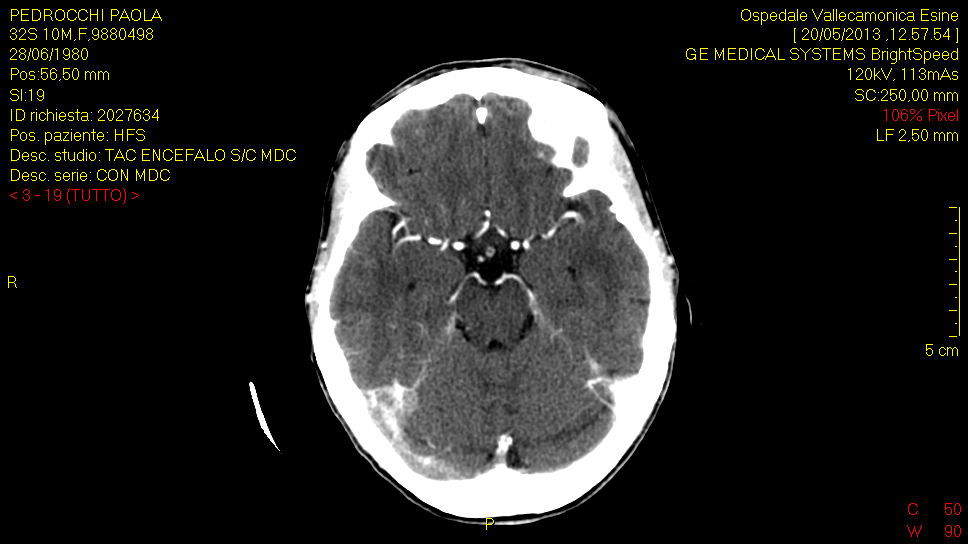 PEDROCCHI PAOLA
32S 10M,F,9880498
28/06/1980
Pos:56,50 mm
SI:19
ID richiesta: 2027634
Pos. paziente: HFS
Desc. studio: TAC ENCEFALO S/C MDC
Desc. serie: CON MDC
< 3 - 19 (TUTTO) >
Ospedale Vallecamonica Esine
[ 20/05/2013 ,12.57.54 ]
GE MEDICAL SYSTEMS BrightSpeed
120kV, 113mAs
SC:250,00 mm
106% Pixel
LF 2,50 mm
R
5 cm
P
C 50
W 90